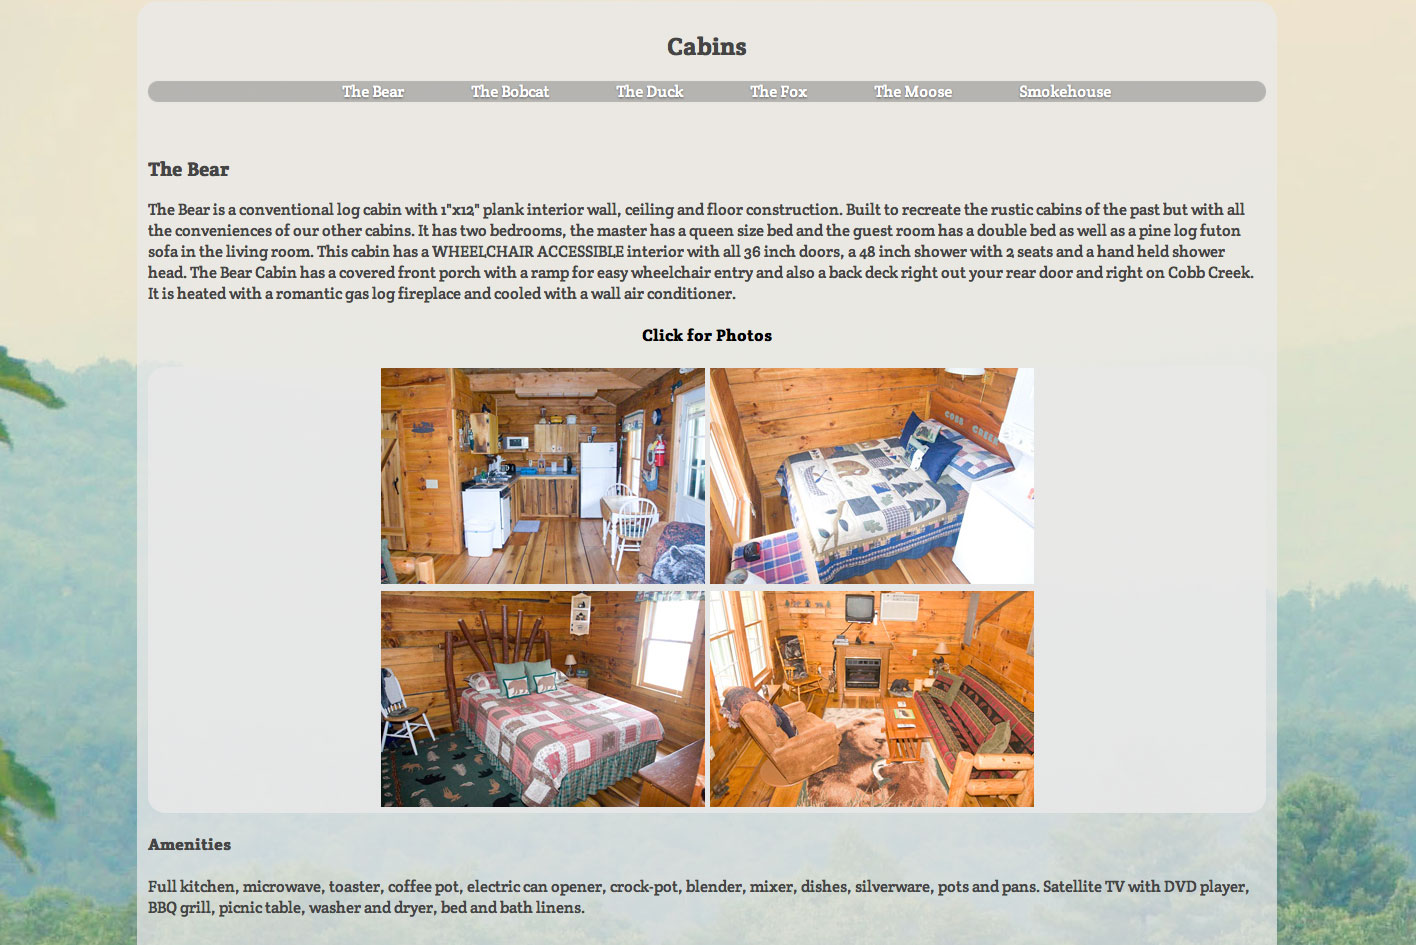 Cabins
The Bear The Bobcat The Duck The Fox The Moose Smokehouse
The Bear
The Bear is a conventional log cabin with 1"x12" plank interior wall, ceiling and floor construction. Built to recreate the rustic cabins of the past but with all
the conveniences of our other cabins. It has two bedrooms, the master has a queen size bed and the guest room has a double bed as well as a pine log futon
sofa in the living room. This cabin has a WHEELCHAIR ACCESSIBLE interior with all 36 inch doors, a 48 inch shower with 2 seats and a hand held shower
head. The Bear Cabin has a covered front porch with a ramp for easy wheelchair entry and also a back deck right out your rear door and right on Cobb Creek.
It is heated with a romantic gas log fireplace and cooled with a wall air conditioner.
Click for Photos
COBB CREEK
Amenities
Full kitchen, microwave, toaster, coffee pot, electric can opener, crock-pot, blender, mixer, dishes, silverware, pots and pans. Satellite TV with DVD player,
BBQ grill, picnic table, washer and dryer, bed and bath linens.